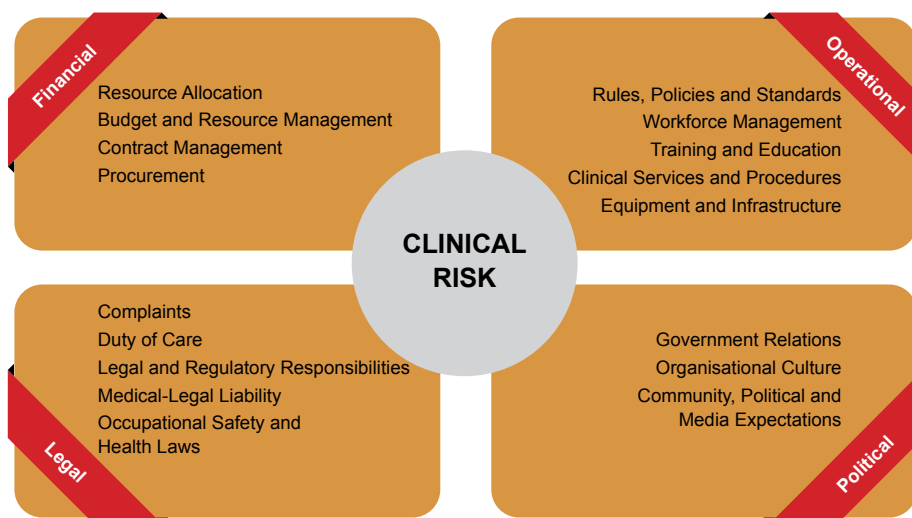 Financial
Resource Allocation
Budget and Resource Management
Contract Management
Procurement
Operational
Rules, Policies and Standards
Workforce Management
Training and Education
Clinical Services and Procedures
Equipment and Infrastructure
CLINICAL
RISK
Complaints
Duty of Care
Legal and Regulatory Responsibilities
Medical-Legal Liability
Occupational Safety and
Health Laws
Legal
Government Relations
Organisational Culture
Community, Political and
Media Expectations
Political